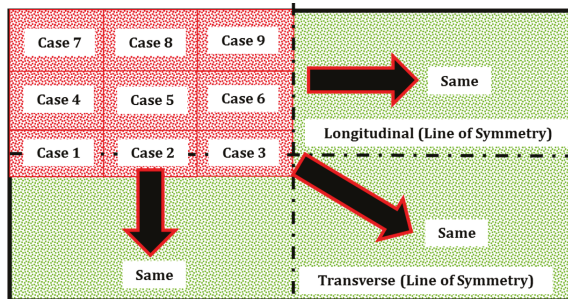 Case 7 Case 8 Case 9
Same
Case 4 Case 5 Case 6
Longitudinal (Line of Symmetry)
Case 1 Case 2 Case 3
Same
Same
Transverse (Line of Symmetry)